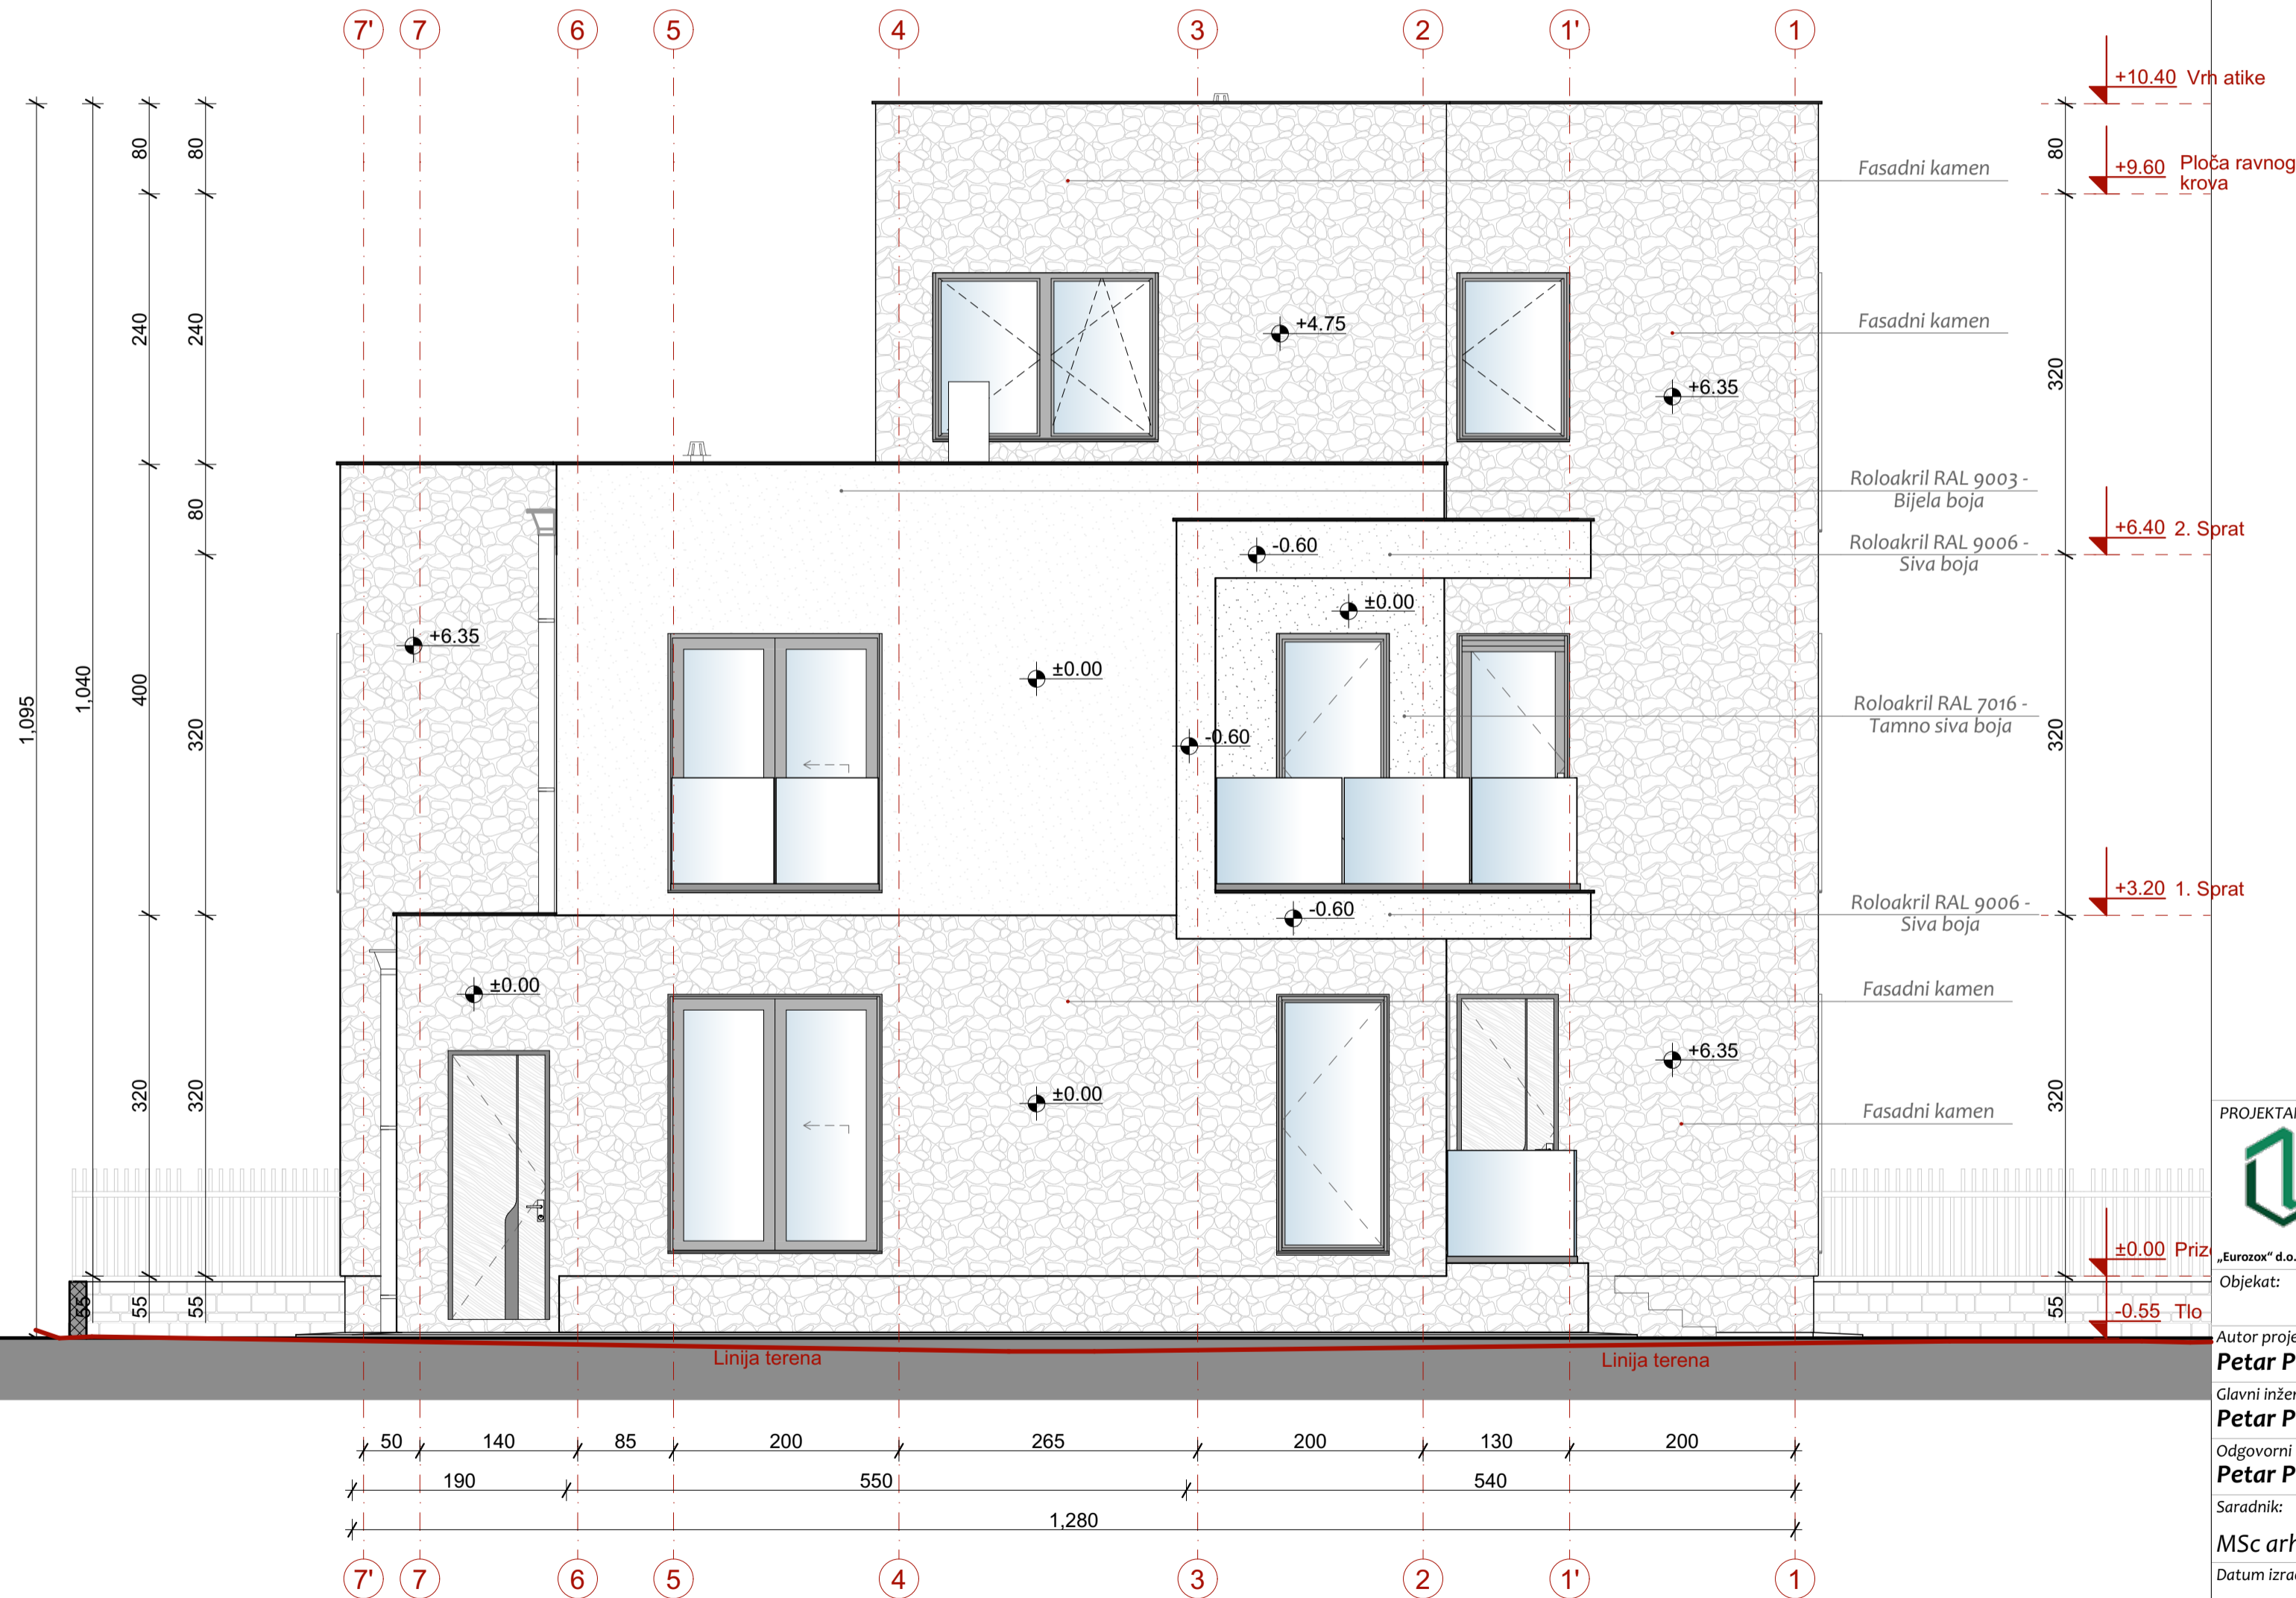 7' 7 6 5 4 3 2 1' 1
+10.40 Vrh atike
80 80 80
+9.60 Ploča ravnog
krova
Fasadni kamen
240 240 320
+4.75
Fasadni kamen
+6.35
80
Roloakril RAL 9003 -
Bijela boja
+6.40 2. Sprat
-0.60
Roloakril RAL 9006 -
Siva boja
±0.00
+6.35
±0.00
1,095 1,040 400 320 320
-0.60
Roloakril RAL 7016 -
Tamno siva boja
+3.20 1. Sprat
-0.60
Roloakril RAL 9006 -
Siva boja
±0.00
Fasadni kamen
+6.35
320 320 320
±0.00
Fasadni kamen
±0.00
55 55 55 55
-0.55 Tlo
Linija terena Linija terena
50 140 85 200 265 200 130 200
190 550 540
1,280
7' 7 6 5 4 3 2 1' 1
„Eurozox“ d.o.
Objekat:
Autor
Petar P
Glavni
Petar P
Odgovorni
Petar P
Saradnik:
MSc
Datum